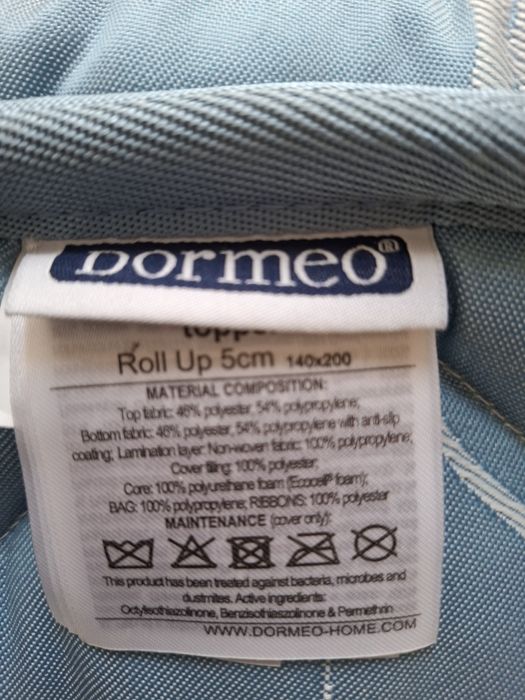 Dormeo®
topper
Roll Up 5cm 140x200
MATERIAL COMPOSITION:
Top fabric: 46% polyester, 54% polypropylene;
Bottom fabric: 46% polyester, 54% polypropylene with anti-slip
coating; Lamination layer: Non-woven fabric: 100% polypropylene;
Cover filling: 100% polyester;
Core: 100% polyurethane foam (Ecocell® foam);
BAG: 100% polypropylene; RIBBONS: 100% polyester
MAINTENANCE (cover only):
This product has been treated against bacteria, microbes and
dustmites. Active ingredients:
Octylisothiazolinone, Benzisothiaszolinone & Permethrin
WWW.DORMEO-HOME.COM